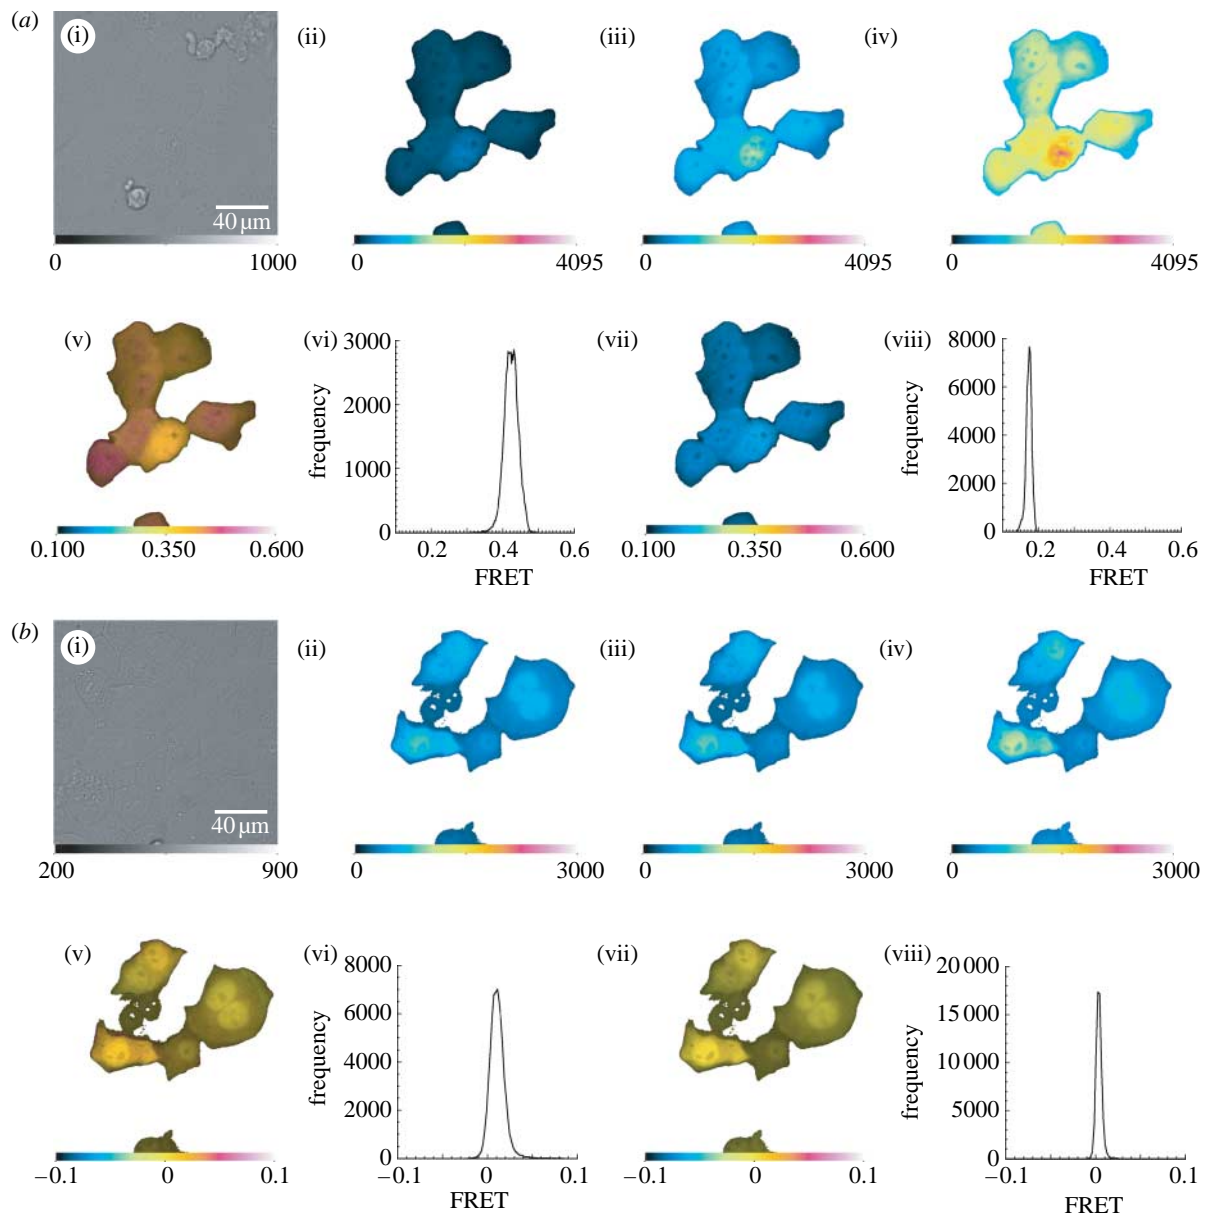 (a) (i) (ii) (iii) (iv)
40 μm
0 1000 0 4095 0 4095 0 4095
(v) (vi) (vii) (viii)
frequency
3000
2000
1000
0
0.2 0.4 0.6
FRET
frequency
8000
6000
4000
2000
0
0.2 0.4 0.6
FRET
0.100 0.350 0.600
0.100 0.350 0.600
(b) (i) (ii) (iii) (iv)
40 μm
200 900 0 3000 0 3000 0 3000
(v) (vi) (vii) (viii)
frequency
8000
6000
4000
2000
0
−0.1 0 0.1
FRET
frequency
20 000
15 000
10 000
5000
0
−0.1 0 0.1
FRET
−0.1 0 0.1
−0.1 0 0.1